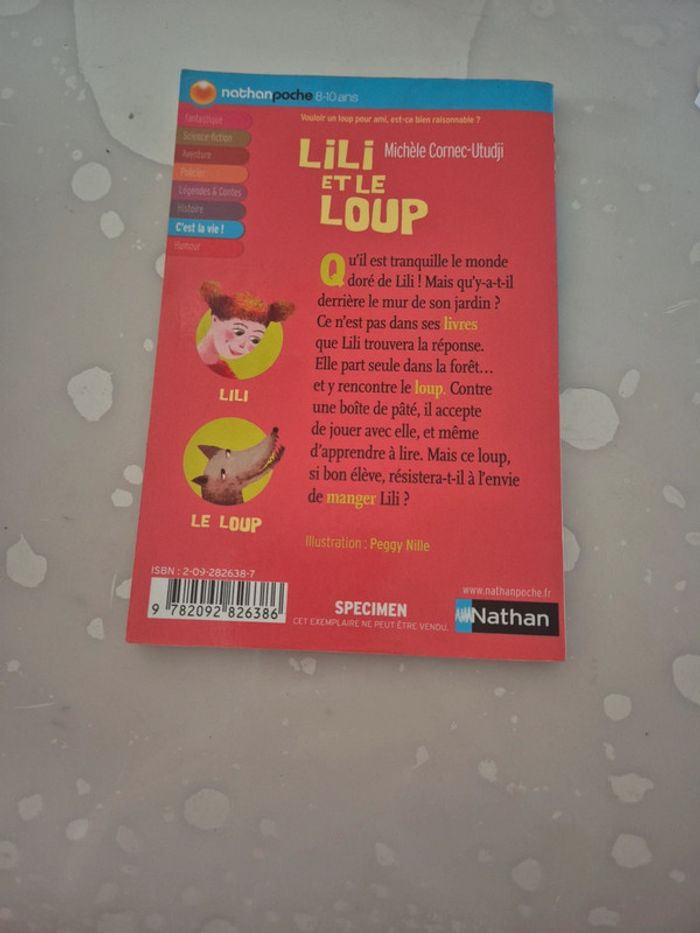 nathanpoche 8-10 ans
Fantastique
Science-fiction
Aventure
Policier
Légendes & Contes
Histoire
C'est la vie !
Humour
Vouloir un loup pour ami, est-ce bien raisonnable ?
LiLi Michèle Cornec-Utudji
ET LE
LOUP
Qu'il est tranquille le monde
doré de Lili ! Mais qu'y-a-t-il
derrière le mur de son jardin ?
Ce n'est pas dans ses livres
que Lili trouvera la réponse.
Elle part seule dans la forêt...
et y rencontre le loup. Contre
une boîte de pâté, il accepte
de jouer avec elle, et même
d'apprendre à lire. Mais ce loup,
si bon élève, résistera-t-il à l'envie
de manger Lili ?
LILI
LE LOUP
Illustration : Peggy Nille
ISBN : 2-09-282638-7
9 782092 826386
SPECIMEN
CET EXEMPLAIRE NE PEUT ÊTRE VENDU.
www.nathanpoche.fr
Nathan